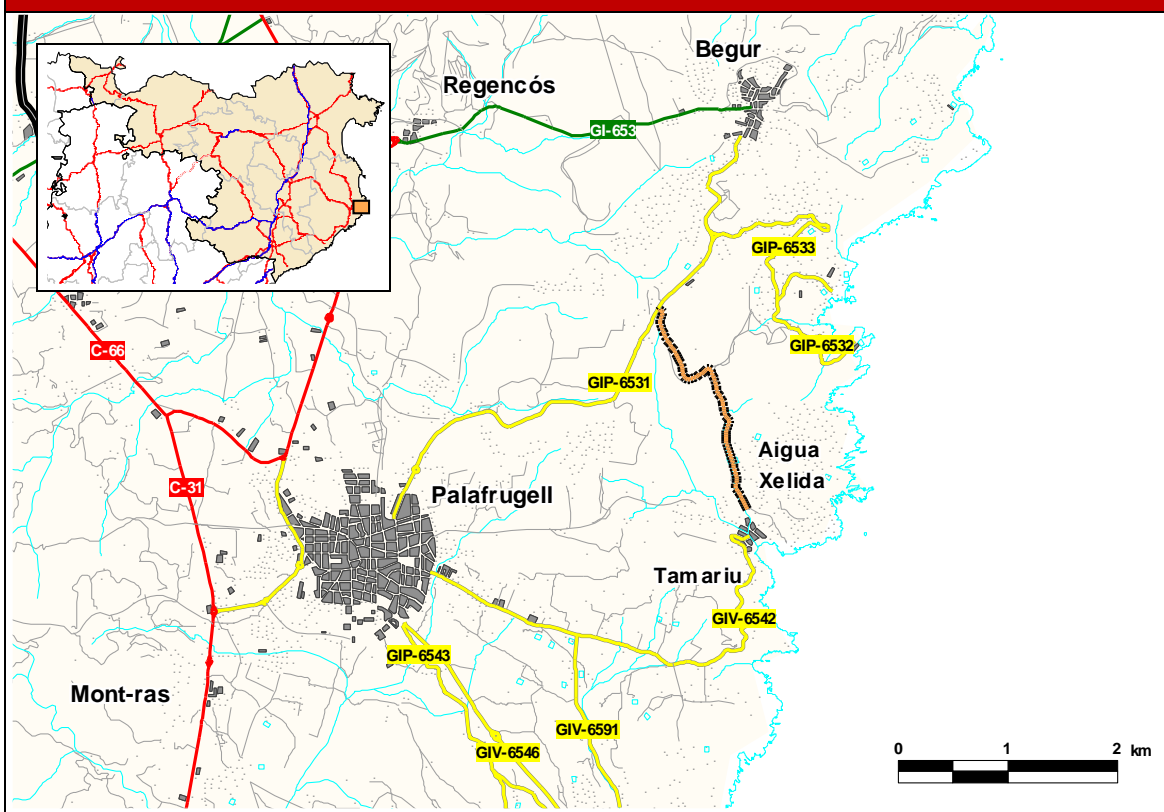 Begur
Regencós
GI-653
GIP-6533
GIP-6532
C-66
GIP-6531
Aigua
Xelida
C-31
Palafrugell
Tamariu
GIV-6542
GIP-6543
Mont-ras
GIV-6591
GIV-6546
0 1 2 km